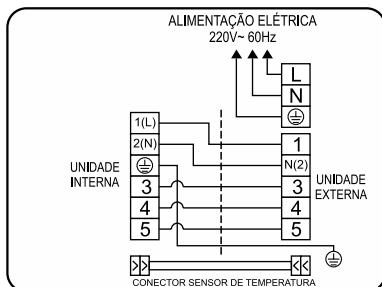 ALIMENTAÇÃO ELÉTRICA
220V~ 60Hz
L
N
1(L)
2(N)
3
4
5
UNIDADE
INTERNA
1
N(2)
3
4
5
UNIDADE
EXTERNA
CONECTOR SENSOR DE TEMPERATURA